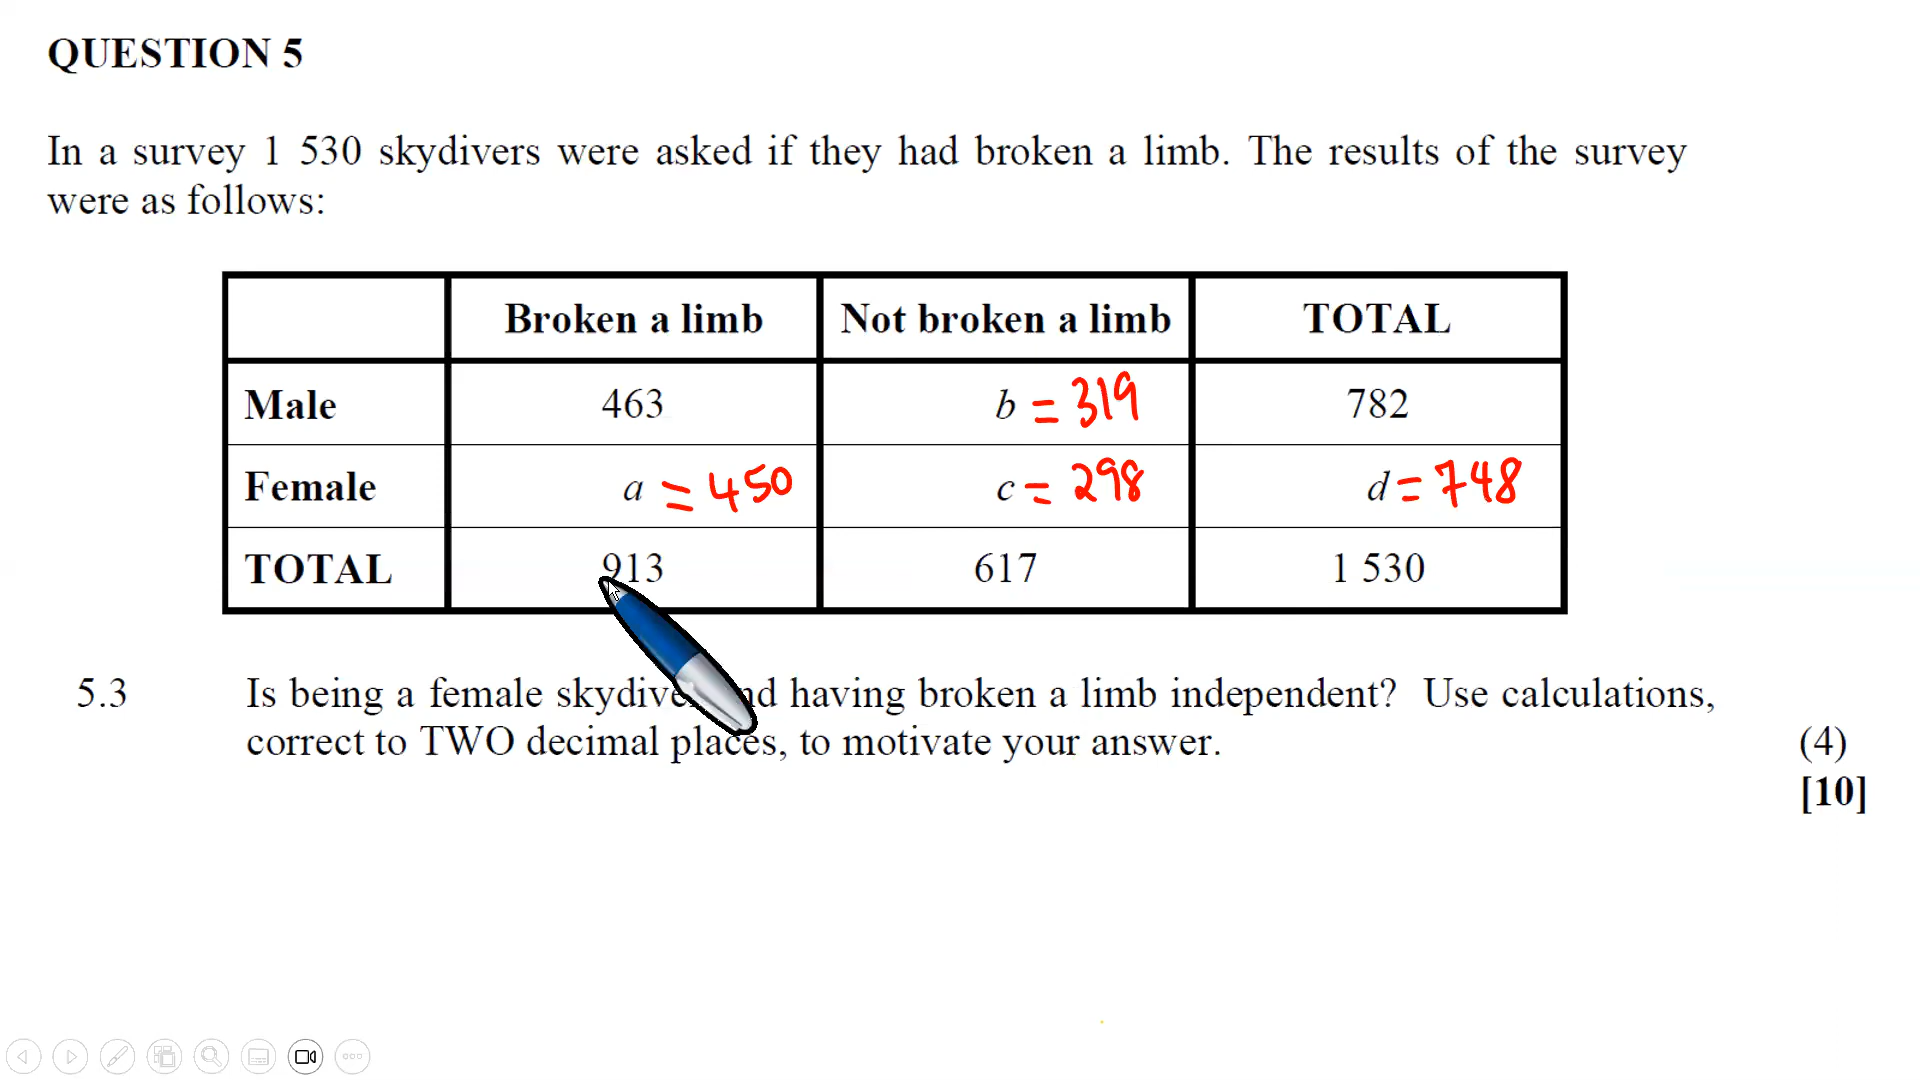 QUESTION 5
In a survey 1 530 skydivers were asked if they had broken a limb. The results of the survey
were as follows:
Broken a limb Not broken a limb TOTAL
Male 463 b = 319 782
Female a = 450 c = 298 d = 748
TOTAL 913 617 1 530
5.3 Is being a female skydiver and having broken a limb independent? Use calculations,
correct to TWO decimal places, to motivate your answer. (4)
[10]